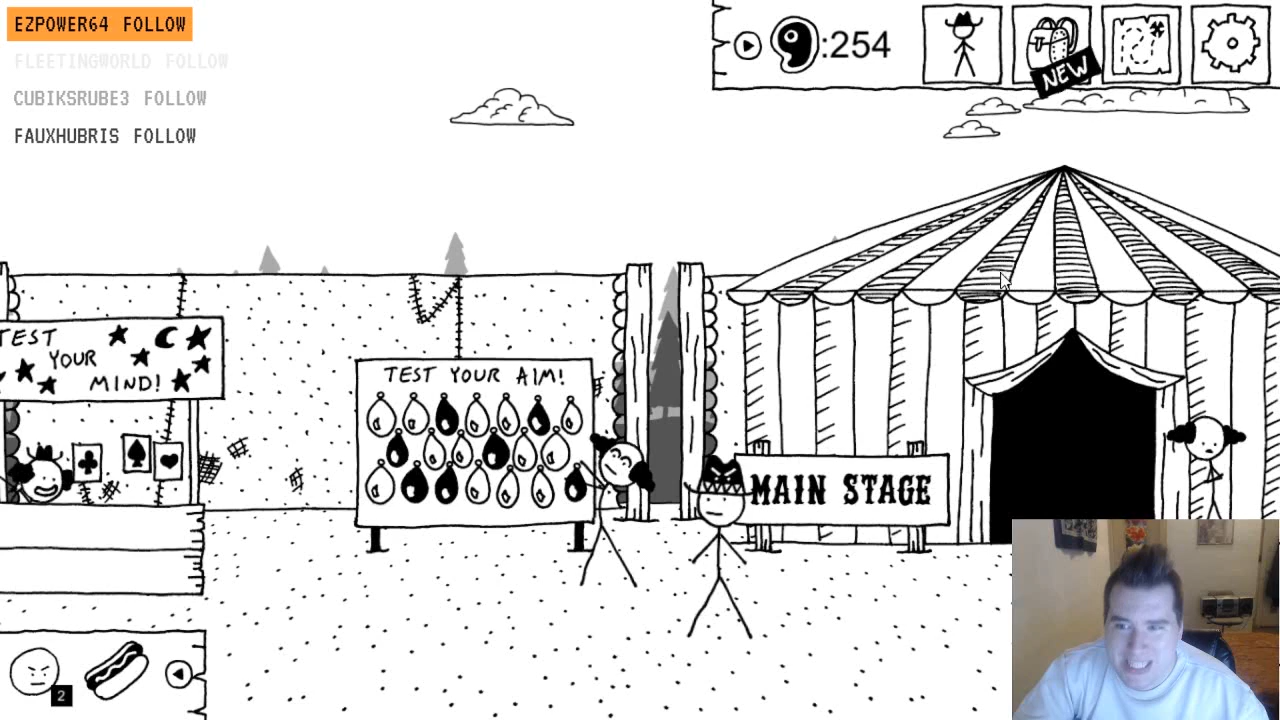 EZPOWER64 FOLLOW
FLEETINGWORLD FOLLOW
CUBIKSRUBE3 FOLLOW
FAUXHUBRIS FOLLOW
:254
NEW
TEST
YOUR
MIND!
TEST YOUR AIM!
MAIN STAGE
2